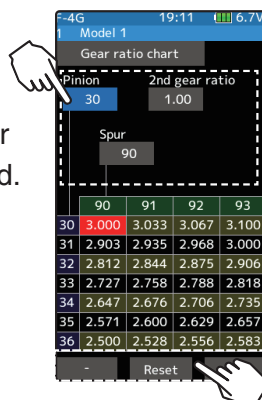 F-4G 19:11 6.7V
1 Model 1
Gear ratio chart
Pinion 2nd gear ratio
30 1.00
r
d.
Spur
90
90 91 92 93
30 3.000 3.033 3.067 3.100
31 2.903 2.935 2.968 3.000
32 2.812 2.844 2.875 2.906
33 2.727 2.758 2.788 2.818
34 2.647 2.676 2.706 2.735
35 2.571 2.600 2.629 2.657
36 2.500 2.528 2.556 2.583
- Reset